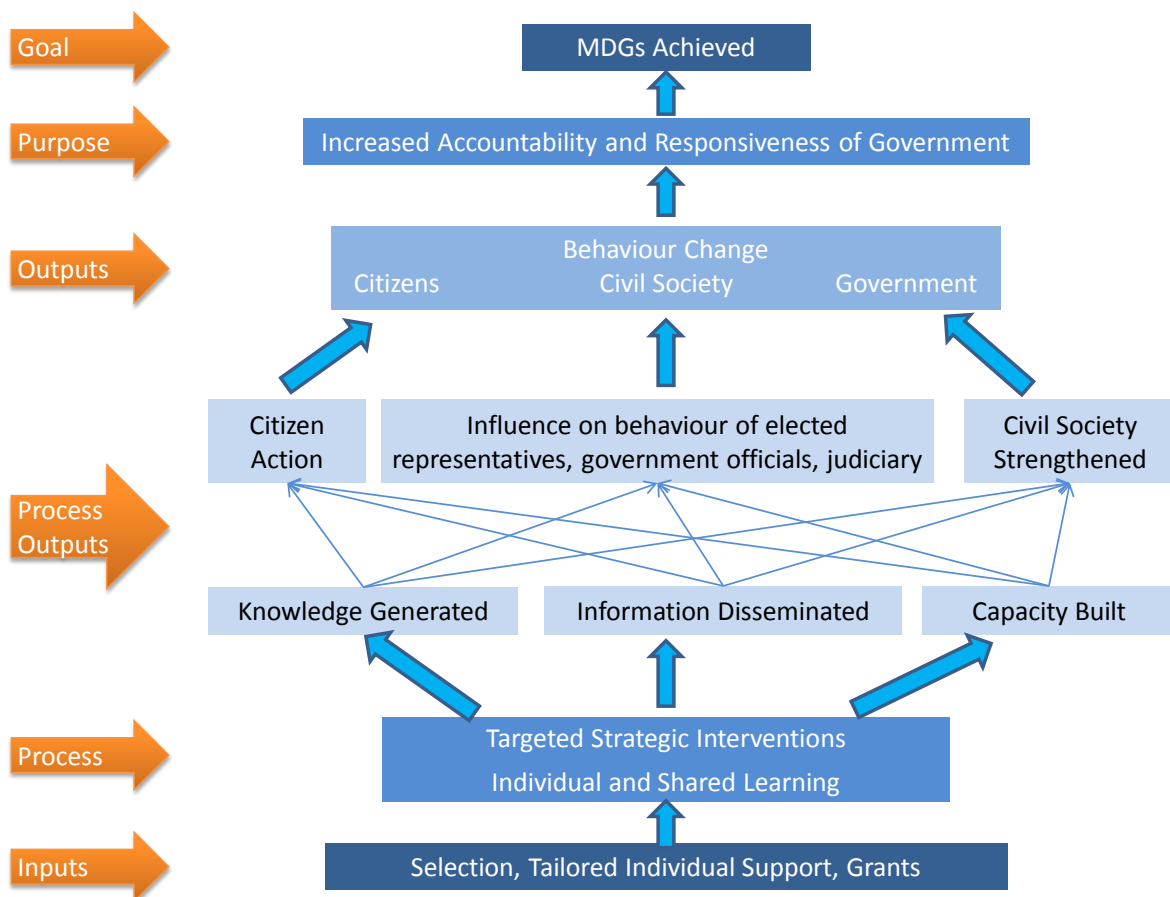 Goal
MDGs Achieved
Purpose
Increased Accountability and Responsiveness of Government
Outputs
Behaviour Change
Citizens
Civil Society
Government
Citizen
Action
Influence on behaviour of elected
representatives, government officials, judiciary
Civil Society
Strengthened
Process
Outputs
Knowledge Generated
Information Disseminated
Capacity Built
Process
Targeted Strategic Interventions
Individual and Shared Learning
Inputs
Selection, Tailored Individual Support, Grants